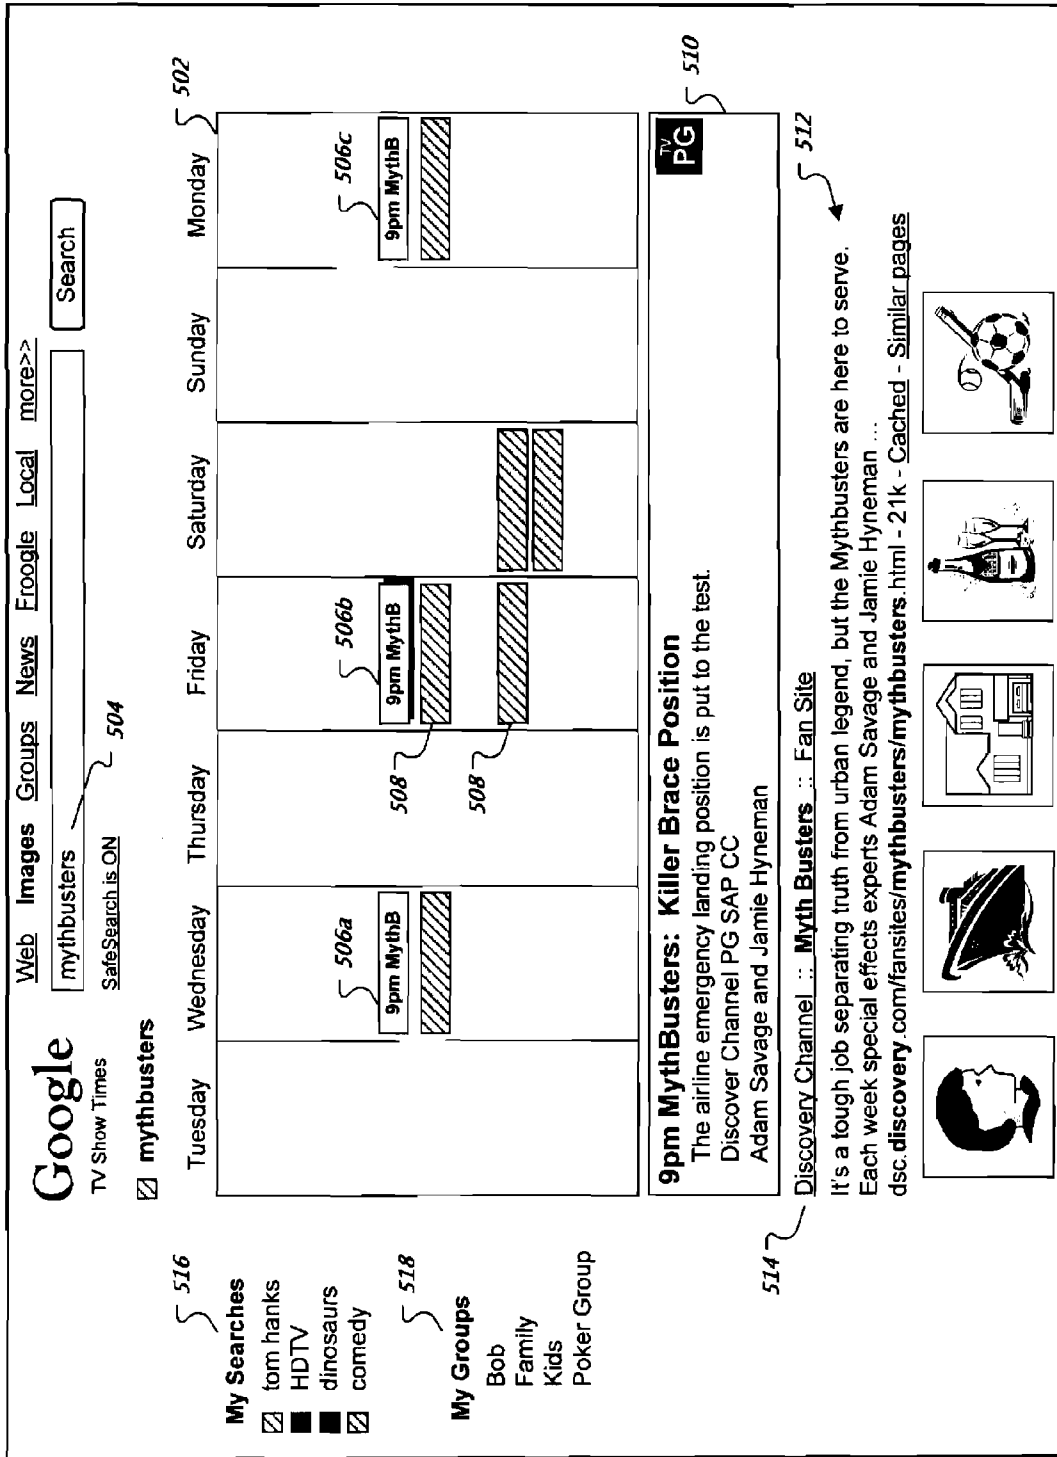 Google
TV Show Times
Web Images Groups News Froogle Local more>>
mythbusters
Search
504
SafeSearch is ON
mythbusters
502
Tuesday Wednesday Thursday Friday Saturday Sunday Monday
506a
506b
506c
9pm MythB
9pm MythB
9pm MythB
508
508
516
My Searches
tom hanks
HDTV
dinosaurs
comedy
518
My Groups
Bob
Family
Kids
Poker Group
510
9pm MythBusters: Killer Brace Position
TV
PG
The airline emergency landing position is put to the test.
Discover Channel PG SAP CC
Adam Savage and Jamie Hyneman
514
512
Discovery Channel :: Myth Busters :: Fan Site
It's a tough job separating truth from urban legend, but the Mythbusters are here to serve.
Each week special effects experts Adam Savage and Jamie Hyneman ...
dsc.discovery.com/fansites/mythbusters/mythbusters.html - 21k - Cached - Similar pages